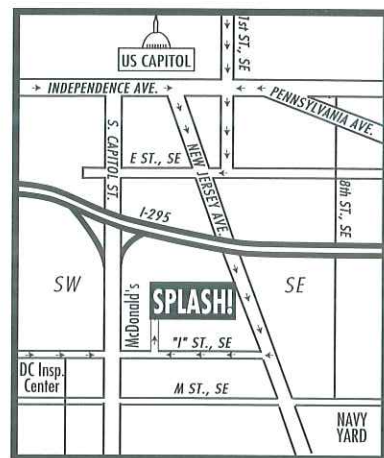 1st ST., SE
US CAPITOL
INDEPENDENCE AVE.
PENNSYLVANIA AVE.
S. CAPITOL ST.
E ST., SE
NEW JERSEY AVE.
8th ST., SE
I-295
SW
McDonald's
SPLASH!
SE
"I" ST., SE
DC Insp.
Center
M ST., SE
NAVY
YARD